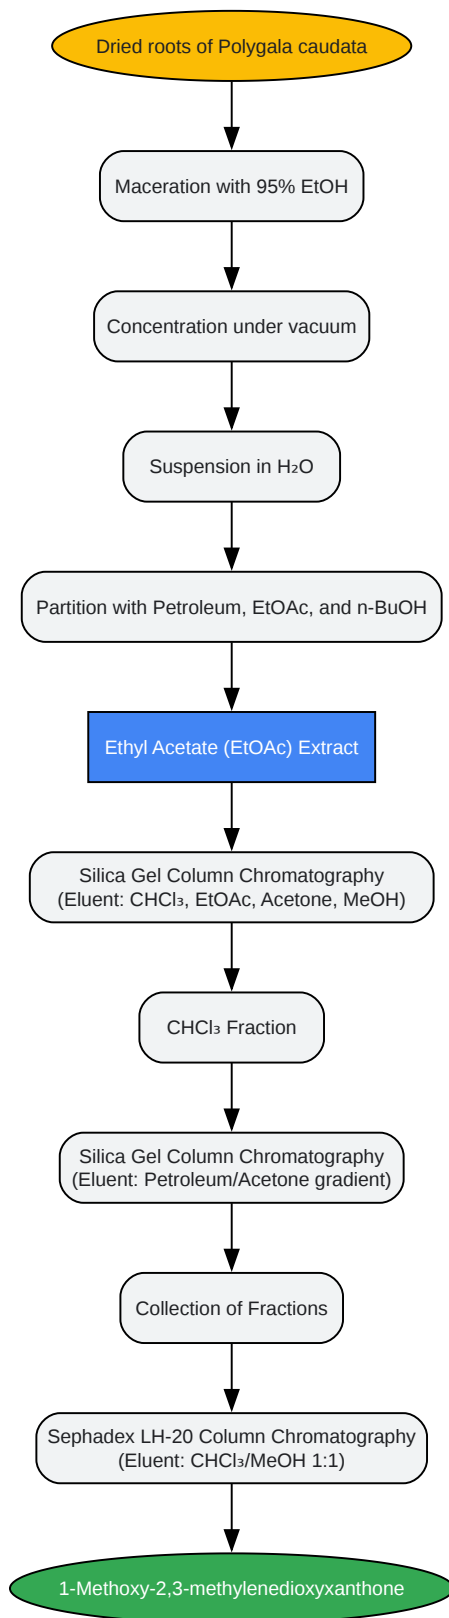 Dried roots of Polygala caudata
Maceration with 95% EtOH
Concentration under vacuum
Suspension in H₂O
Partition with Petroleum, EtOAc, and n-BuOH
Ethyl Acetate (EtOAc) Extract
Silica Gel Column Chromatography
(Eluent: CHCl₃, EtOAc, Acetone, MeOH)
CHCl₃ Fraction
Silica Gel Column Chromatography
(Eluent: Petroleum/Acetone gradient)
Collection of Fractions
Sephadex LH-20 Column Chromatography
(Eluent: CHCl₃/MeOH 1:1)
1-Methoxy-2,3-methylenedioxyxanthone